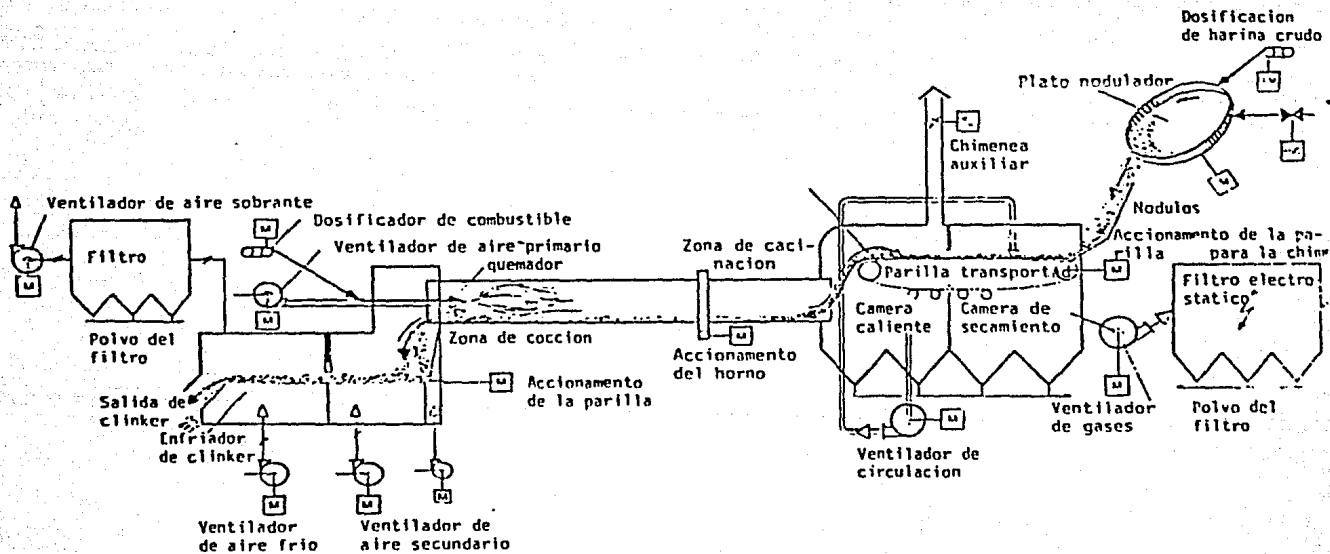 Dosificacion
de harina crudo
Plato nodulador
Chimenea
auxiliar
Nodulos
Ventilador de aire sobrante
Dosificador de combustible
Ventilador de aire primario
quemador
Filtro
Zona de caci-
nacion
Accionamento de la pa-
rilla
para la chim
Parilla transportAd
Filtro electro
statico
Camera
caliente
Camera de
secamiento
Polvo del
filtro
Zona de coccion
Accionamento
del horno
Accionamento
de la parilla
Salida de
clinker
Enfriador
de clinker
Ventilador
de gases
Polvo del
filtro
Ventilador de
circulacion
Ventilador
de aire frio
Ventilador de
aire secundario
M
M
M
M
M
M
M
M
M
M
M
M